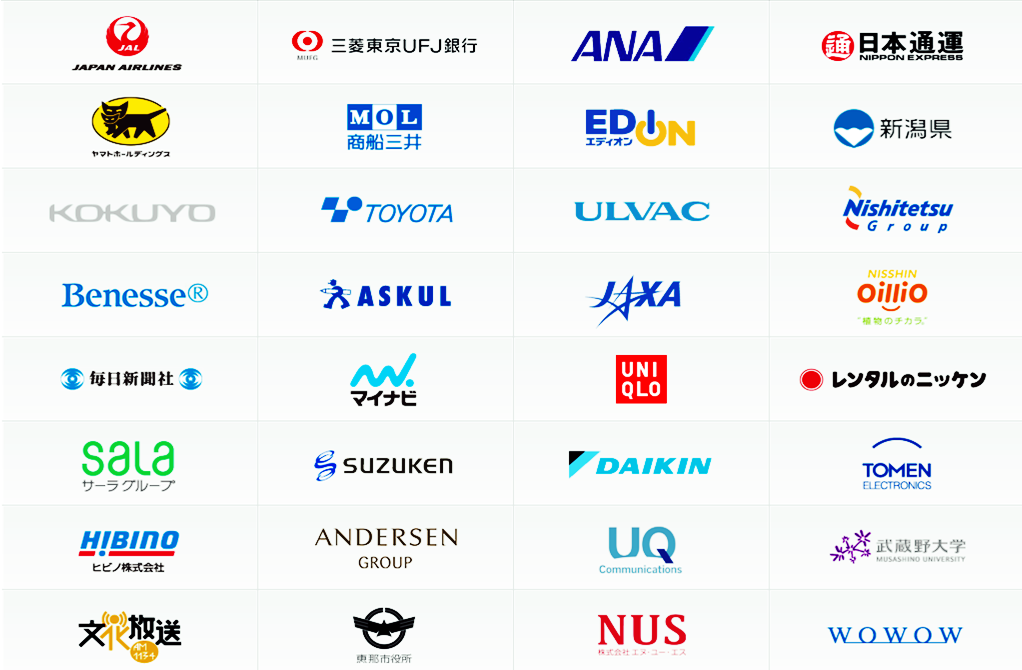 JAL
JAPAN AIRLINES
MUFG
三菱東京UFJ銀行
ANA
通
日本通運
NIPPON EXPRESS
ヤマトホールディングス
MOL
商船三井
EDION
エディオン
新潟県
KOKUYO
TOYOTA
ULVAC
Nishitetsu
Group
Benesse®
ASKUL
JAXA
NISSHIN
OilliO
"植物のチカラ。"
毎日新聞社
マイナビ
UNI
QLO
レンタルのニッケン
sala
サーラグループ
SUZUKEN
DAIKIN
TOMEN
ELECTRONICS
HIBINO
ヒビノ株式会社
ANDERSEN
GROUP
UQ
Communications
武蔵野大学
MUSASHINO UNIVERSITY
文化放送
AM
1134
NUS
株式会社 エヌ・ユー・エス
WOWOW